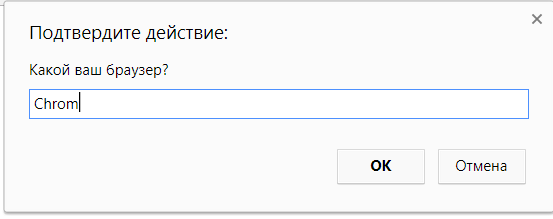 Подтвердите действие:
Какой ваш браузер?
Chrom
OK Отмена